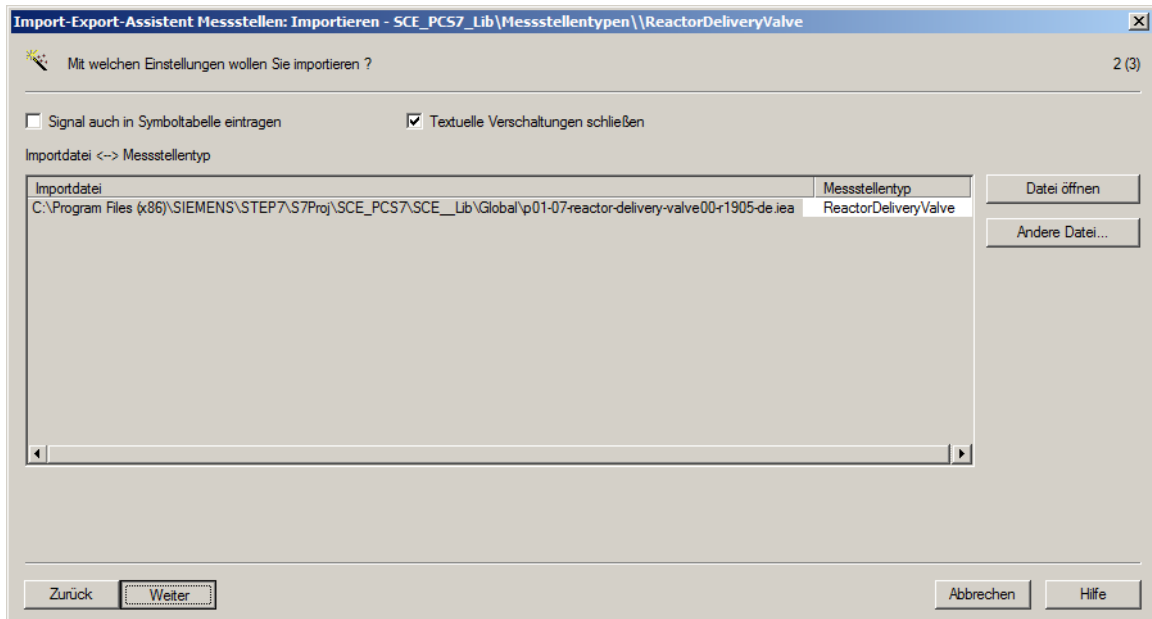 Import-Export-Assistent Messstellen: Importieren - SCE_PCS7_Lib\Messstellentypen\\ReactorDeliveryValve
Mit welchen Einstellungen wollen Sie importieren ?
2 (3)
Signal auch in Symboltabelle eintragen
Textuelle Verschaltungen schließen
Importdatei <--> Messstellentyp
Importdatei
Messstellentyp
Datei öffnen
C:\Program Files (x86)\SIEMENS\STEP7\S7Proj\SCE_PCS7\SCE__Lib\Global\p01-07-reactor-delivery-valve00-r1905-de.iea
ReactorDeliveryValve
Andere Datei...
Zurück
Weiter
Abbrechen
Hilfe